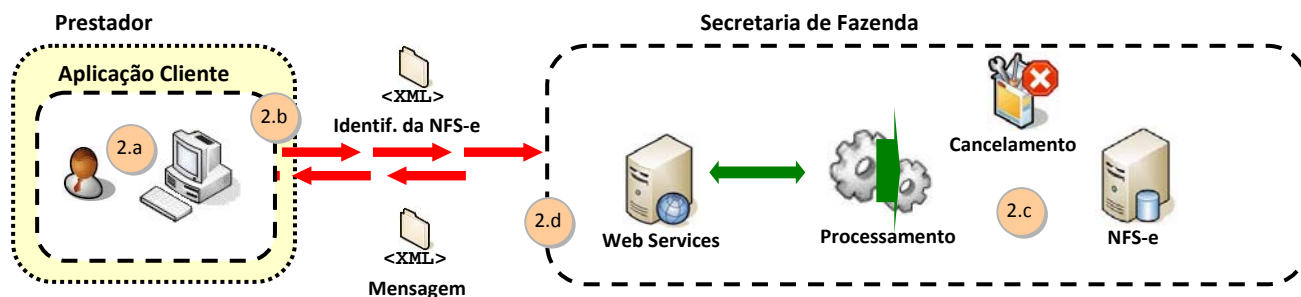 Prestador
Secretaria de Fazenda
Aplicação Cliente
2.a
2.b
<XML>
Identif. da NFS-e
Cancelamento
2.c
2.d
Web Services
Processamento
NFS-e
<XML>
Mensagem